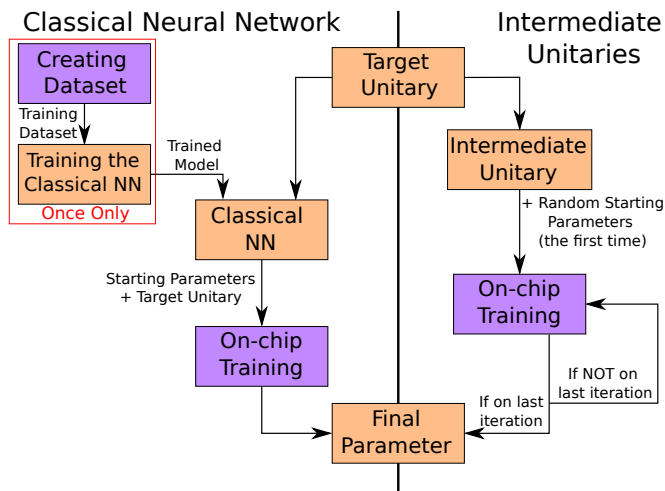 Classical Neural Network
Intermediate
Unitaries
Creating
Dataset
Training
Dataset
Training the
Classical NN
Once Only
Trained
Model
Target
Unitary
Classical
NN
Starting Parameters
+ Target Unitary
On-chip
Training
Intermediate
Unitary
+ Random Starting
Parameters
(the first time)
On-chip
Training
If NOT on
last iteration
If on last
iteration
Final
Parameter